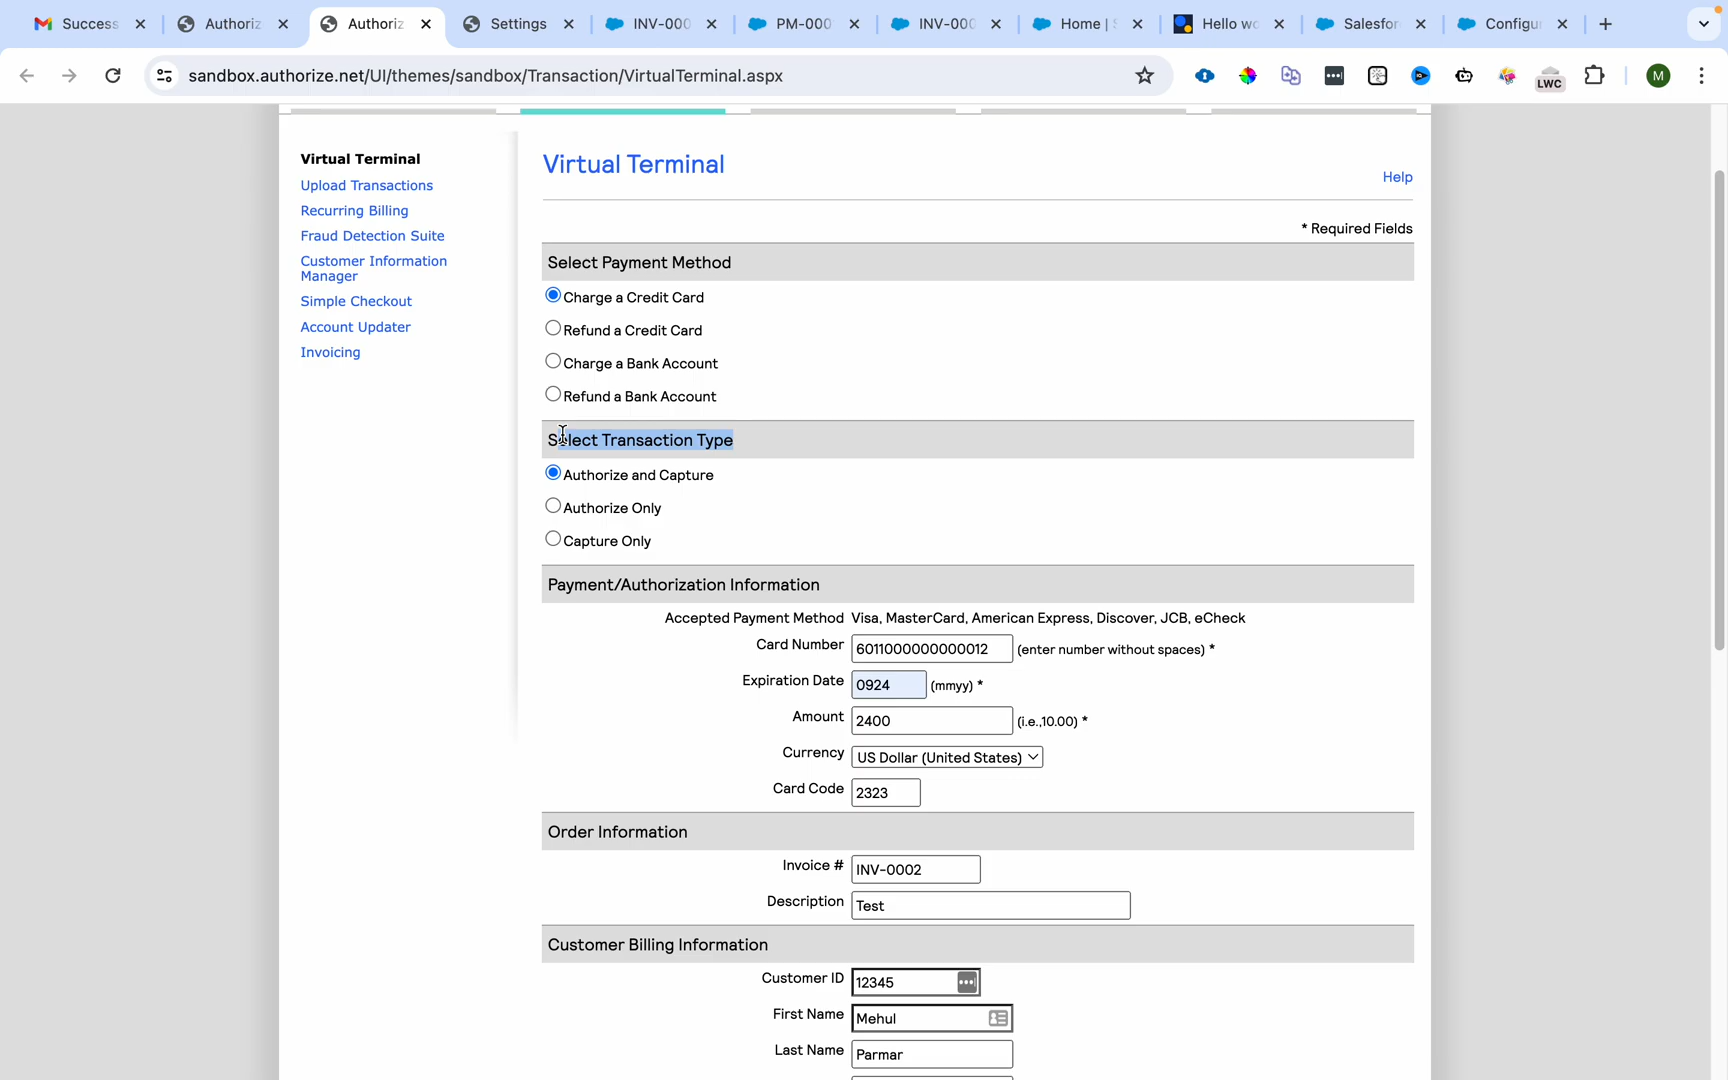 Success
Authoriz
Authoriz
Settings
INV-000
PM-000
INV-000
Home | S
Hello wo
Salesfor
Configu
sandbox.authorize.net/UI/themes/sandbox/Transaction/VirtualTerminal.aspx
LWC
M
Virtual Terminal
Upload Transactions
Recurring Billing
Fraud Detection Suite
Customer Information
Manager
Simple Checkout
Account Updater
Invoicing
Virtual Terminal
Help
* Required Fields
Select Payment Method
Charge a Credit Card
Refund a Credit Card
Charge a Bank Account
Refund a Bank Account
Select Transaction Type
Authorize and Capture
Authorize Only
Capture Only
Payment/Authorization Information
Accepted Payment Method Visa, MasterCard, American Express, Discover, JCB, eCheck
Card Number 6011000000000012 (enter number without spaces) *
Expiration Date 0924 (mmyy) *
Amount 2400 (i.e.,10.00) *
Currency US Dollar (United States)
Card Code 2323
Order Information
Invoice # INV-0002
Description Test
Customer Billing Information
Customer ID 12345
First Name Mehul
Last Name Parmar